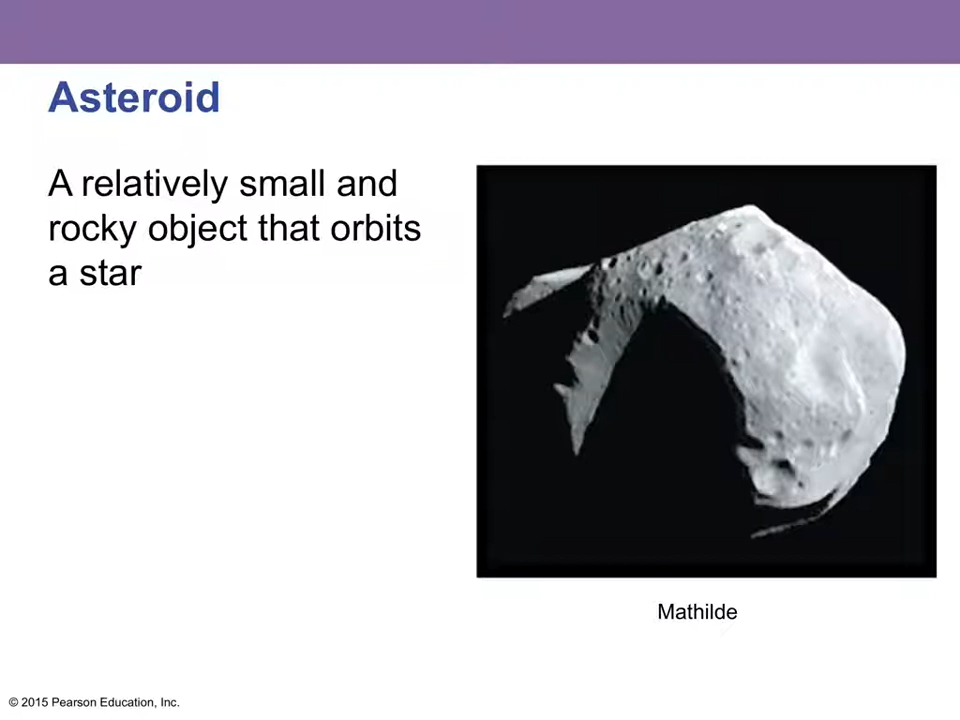 Asteroid
A relatively small and
rocky object that orbits
a star
Mathilde
© 2015 Pearson Education, Inc.